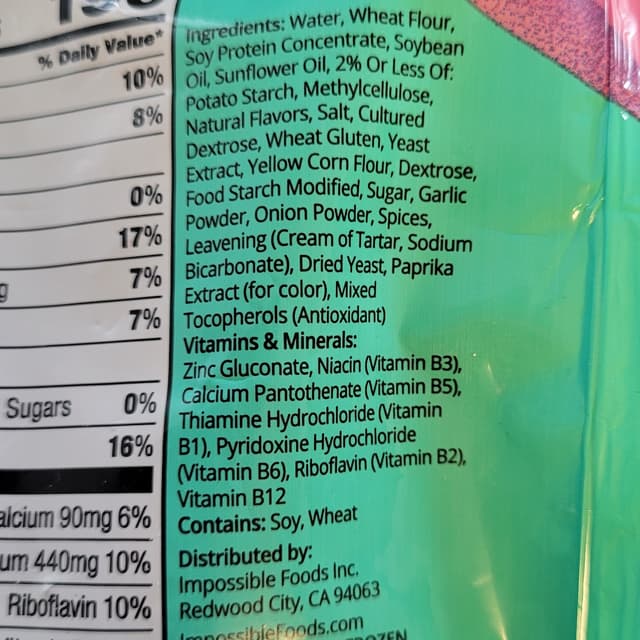 % Daily Value*
10%
8%
0%
17%
7%
7%
Sugars 0%
16%
alcium 90mg 6%
um 440mg 10%
Riboflavin 10%
Ingredients: Water, Wheat Flour,
Soy Protein Concentrate, Soybean
Oil, Sunflower Oil, 2% Or Less Of:
Potato Starch, Methylcellulose,
Natural Flavors, Salt, Cultured
Dextrose, Wheat Gluten, Yeast
Extract, Yellow Corn Flour, Dextrose,
Food Starch Modified, Sugar, Garlic
Powder, Onion Powder, Spices,
Leavening (Cream of Tartar, Sodium
Bicarbonate), Dried Yeast, Paprika
Extract (for color), Mixed
Tocopherols (Antioxidant)
Vitamins & Minerals:
Zinc Gluconate, Niacin (Vitamin B3),
Calcium Pantothenate (Vitamin B5),
Thiamine Hydrochloride (Vitamin
B1), Pyridoxine Hydrochloride
(Vitamin B6), Riboflavin (Vitamin B2),
Vitamin B12
Contains: Soy, Wheat
Distributed by:
Impossible Foods Inc.
Redwood City, CA 94063
ImpossibleFoods.com